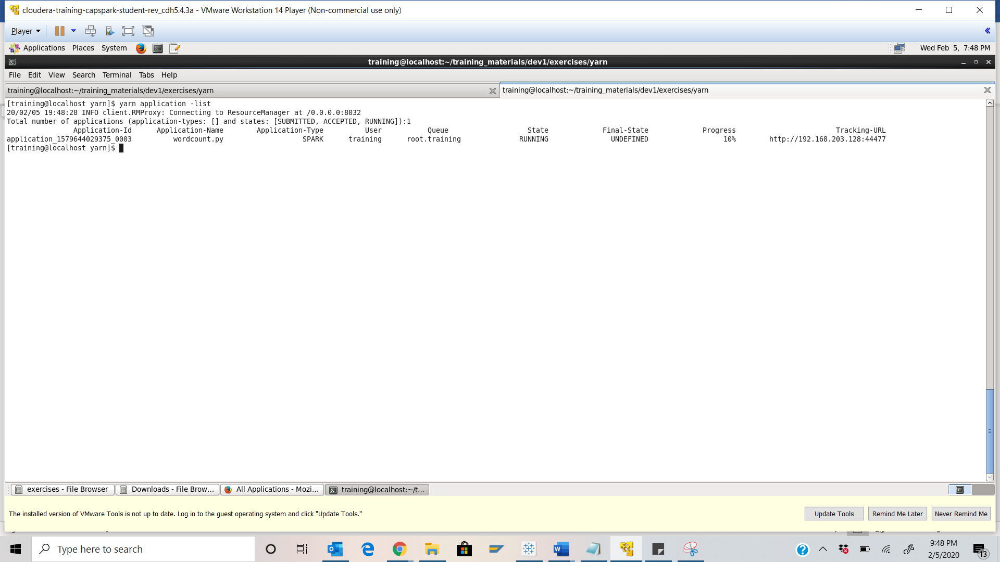 cloudera-training-capspark-student-rev_cdh5.4.3a - VMware Workstation 14 Player (Non-commercial use only)
Player
Applications Places System Wed Feb 5, 7:48 PM
training@localhost:~/training_materials/dev1/exercises/yarn
File Edit View Search Terminal Tabs Help
training@localhost:~/training_materials/dev1/exercises/yarn training@localhost:~/training_materials/dev1/exercises/yarn
[training@localhost yarn]$ yarn application -list
20/02/05 19:48:28 INFO client.RMProxy: Connecting to ResourceManager at /0.0.0.0:8032
Total number of applications (application-types: [] and states: [SUBMITTED, ACCEPTED, RUNNING]):1
Application-Id Application-Name Application-Type User Queue State Final-State Progress Tracking-URL
application_1579644029375_0003 wordcount.py SPARK training root.training RUNNING UNDEFINED 10% http://192.168.203.128:44477
[training@localhost yarn]$
exercises - File Browser Downloads - File Brow... All Applications - Mozi... training@localhost:~/t...
The installed version of VMware Tools is not up to date. Log in to the guest operating system and click "Update Tools." Update Tools Remind Me Later Never Remind Me
Type here to search 9:48 PM
2/5/2020 13